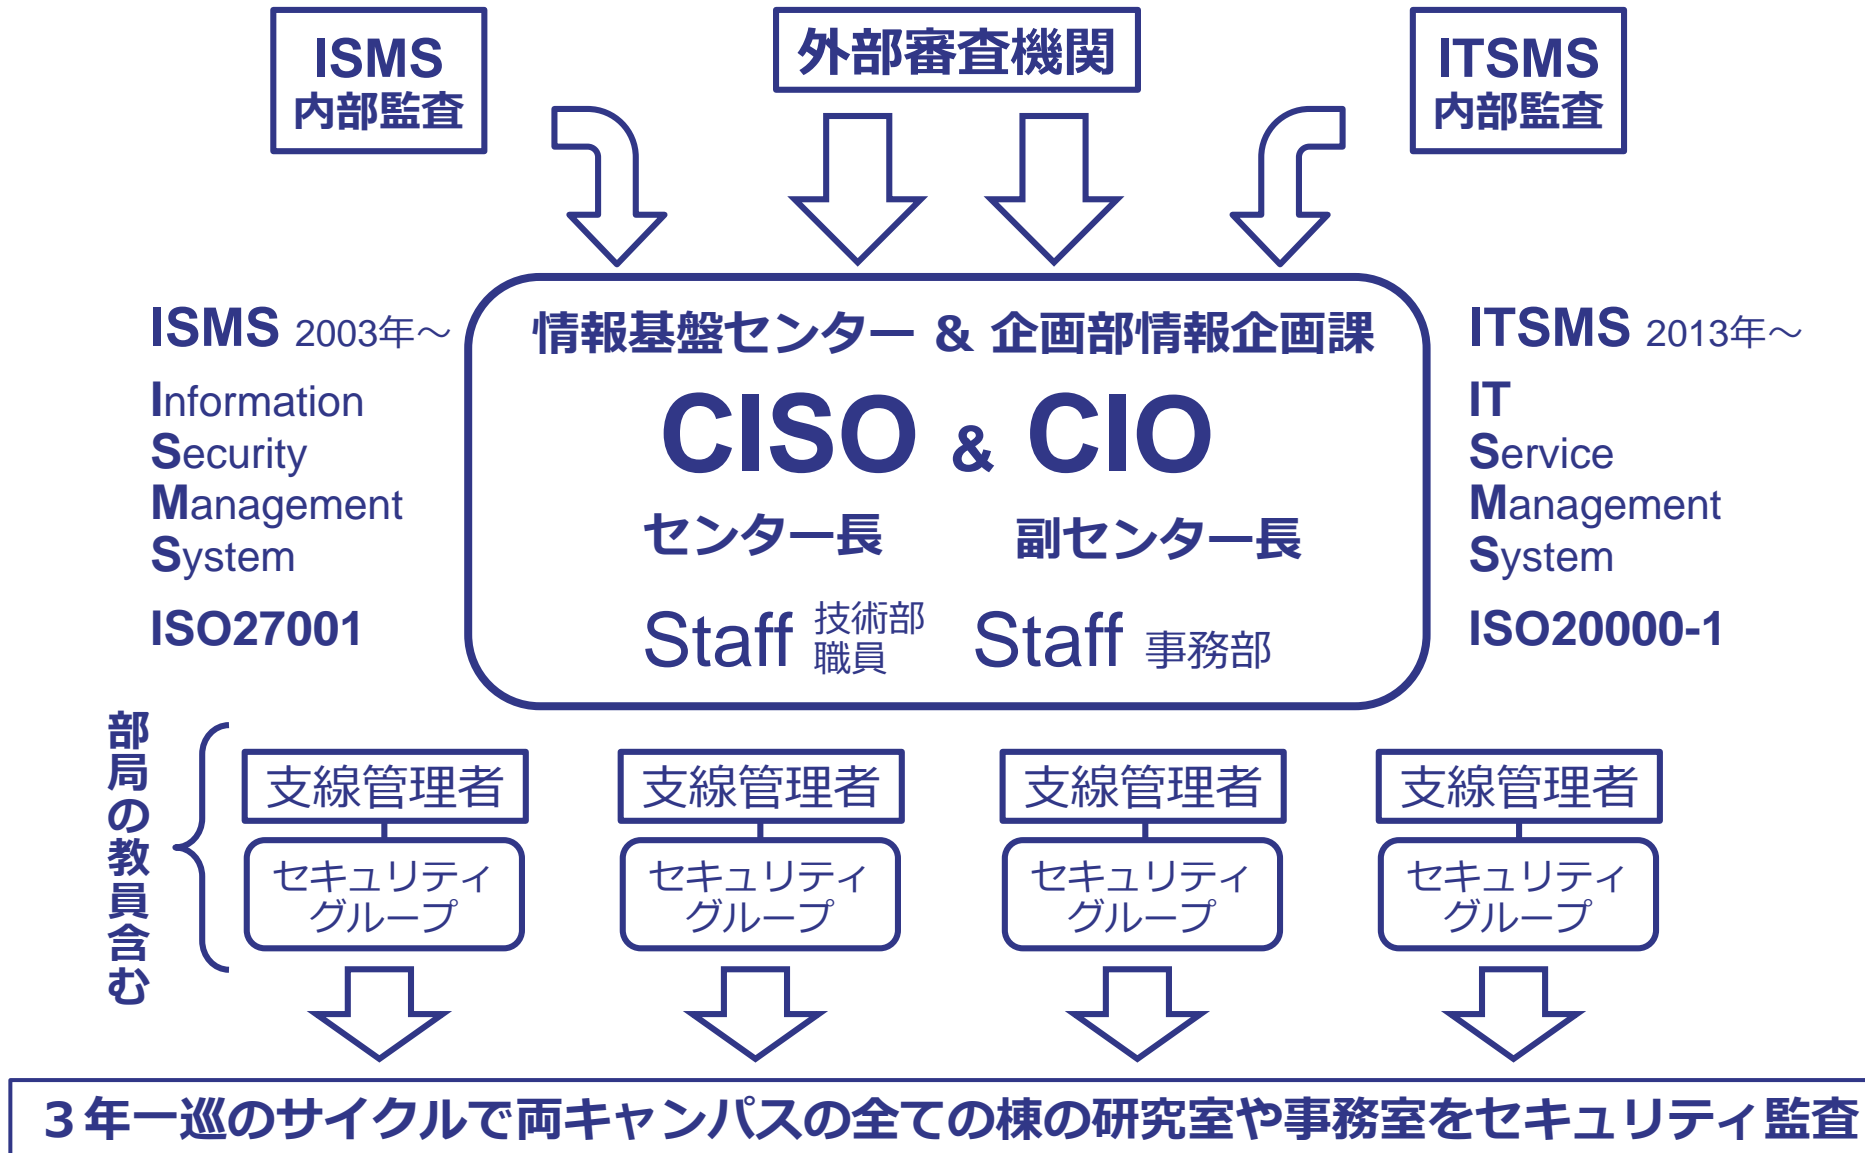 ISMS
内部監査
外部審査機関
ITSMS
内部監査
ISMS 2003年～
Information
Security
Management
System
ISO27001
情報基盤センター & 企画部情報企画課
CISO & CIO
センター長 副センター長
Staff 技術部
職員
Staff 事務部
ITSMS 2013年～
IT
Service
Management
System
ISO20000-1
部局の教員含む
支線管理者 支線管理者 支線管理者 支線管理者
セキュリティ
グループ
セキュリティ
グループ
セキュリティ
グループ
セキュリティ
グループ
３年一巡のサイクルで両キャンパスの全ての棟の研究室や事務室をセキュリティ監査